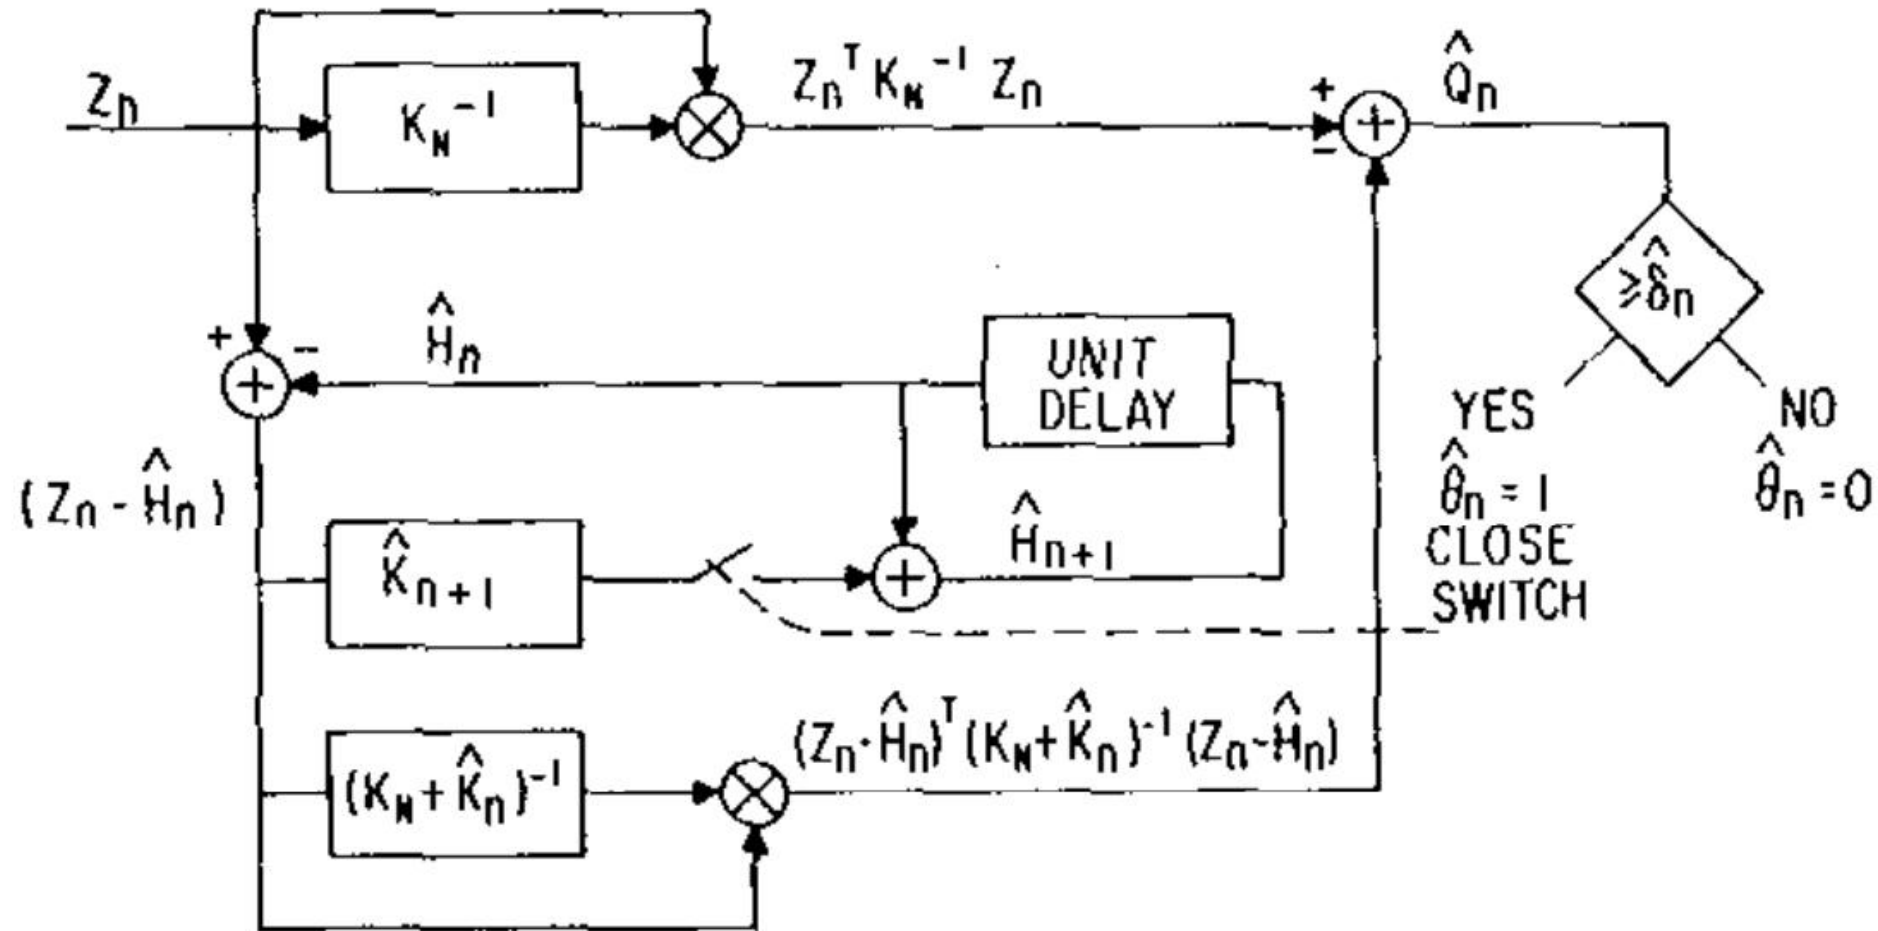 Zₙ
K_N⁻¹
Zₙᵀ K_N⁻¹ Zₙ
+
−
+
Q̂ₙ
≥δ̂ₙ
YES
θ̂ₙ = 1
CLOSE
SWITCH
NO
θ̂ₙ = 0
+
−
+
Ĥₙ
UNIT
DELAY
(Zₙ - Ĥₙ)
K̂ₙ₊₁
+
Ĥₙ₊₁
(K_N + K̂ₙ)⁻¹
(Zₙ - Ĥₙ)ᵀ (K_N + K̂ₙ)⁻¹ (Zₙ - Ĥₙ)